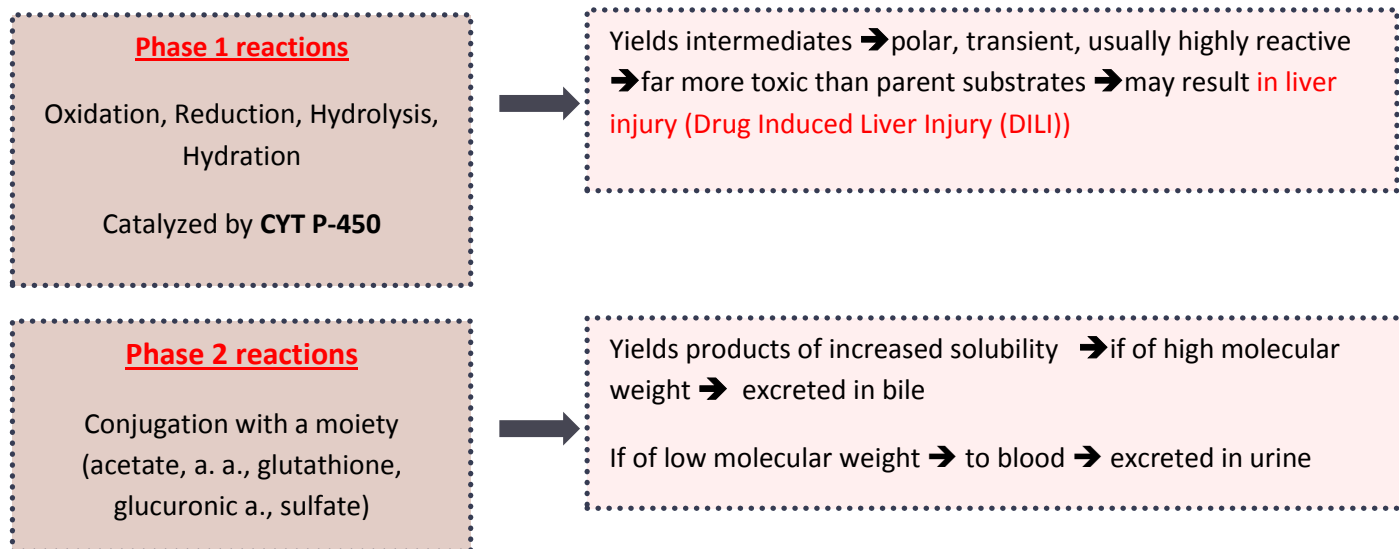 Phase 1 reactions
Oxidation, Reduction, Hydrolysis,
Hydration
Catalyzed by CYT P-450
Yields intermediates ➔polar, transient, usually highly reactive
➔far more toxic than parent substrates ➔may result in liver
injury (Drug Induced Liver Injury (DILI))
Phase 2 reactions
Conjugation with a moiety
(acetate, a. a., glutathione,
glucuronic a., sulfate)
Yields products of increased solubility ➔if of high molecular
weight ➔ excreted in bile
If of low molecular weight ➔ to blood ➔ excreted in urine